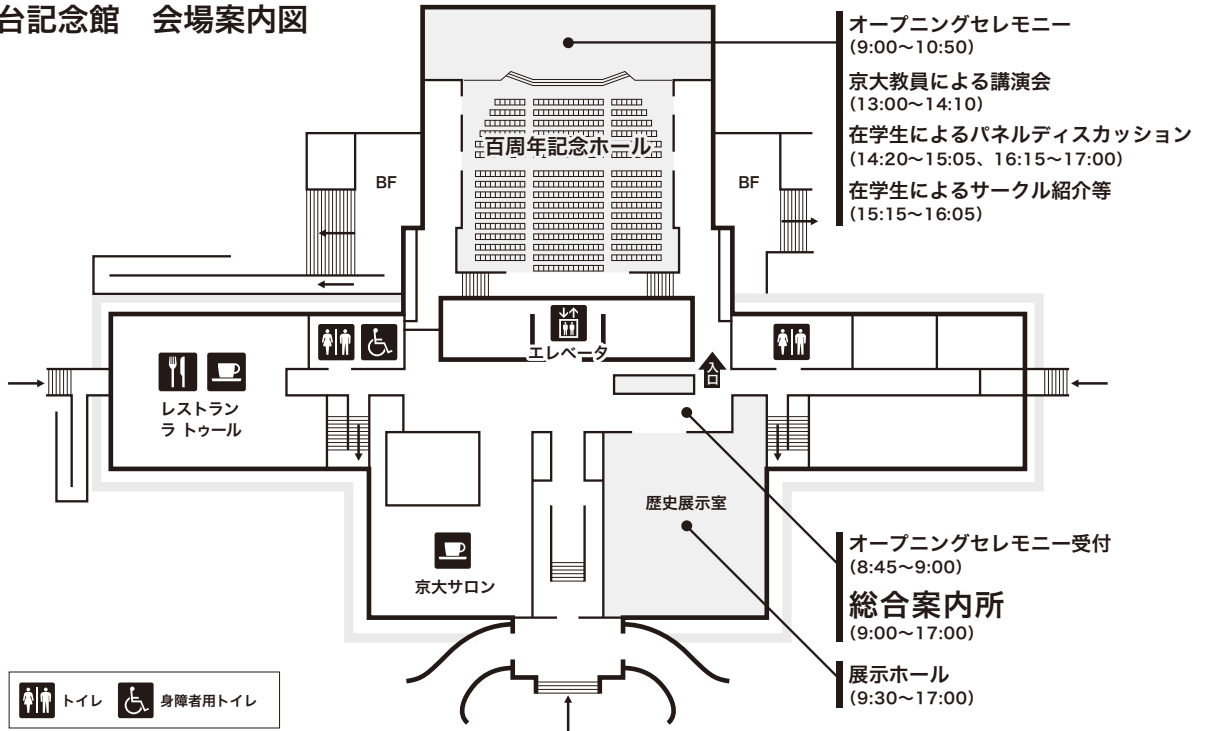 台記念館　会場案内図
オープニングセレモニー
(9:00～10:50)
京大教員による講演会
(13:00～14:10)
在学生によるパネルディスカッション
(14:20～15:05、16:15～17:00)
在学生によるサークル紹介等
(15:15～16:05)
百周年記念ホール
BF
BF
エレベータ
入口
レストラン
ラ トゥール
歴史展示室
京大サロン
オープニングセレモニー受付
(8:45～9:00)
総合案内所
(9:00～17:00)
展示ホール
(9:30～17:00)
トイレ
身障者用トイレ